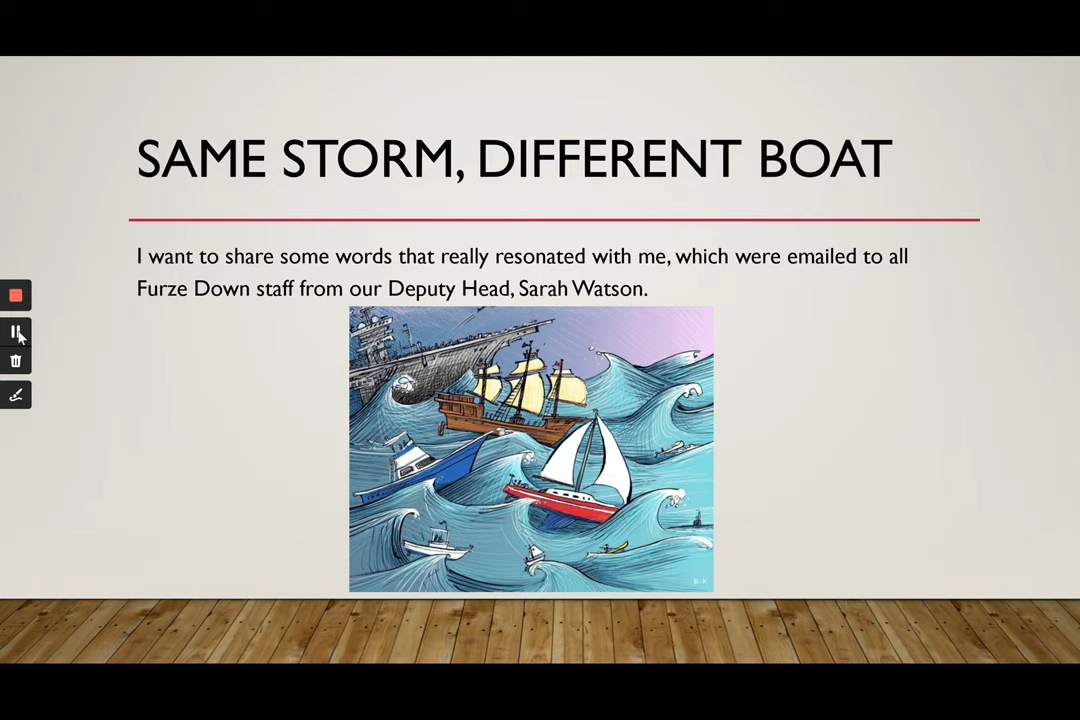 SAME STORM, DIFFERENT BOAT
I want to share some words that really resonated with me, which were emailed to all
Furze Down staff from our Deputy Head, Sarah Watson.
B·K